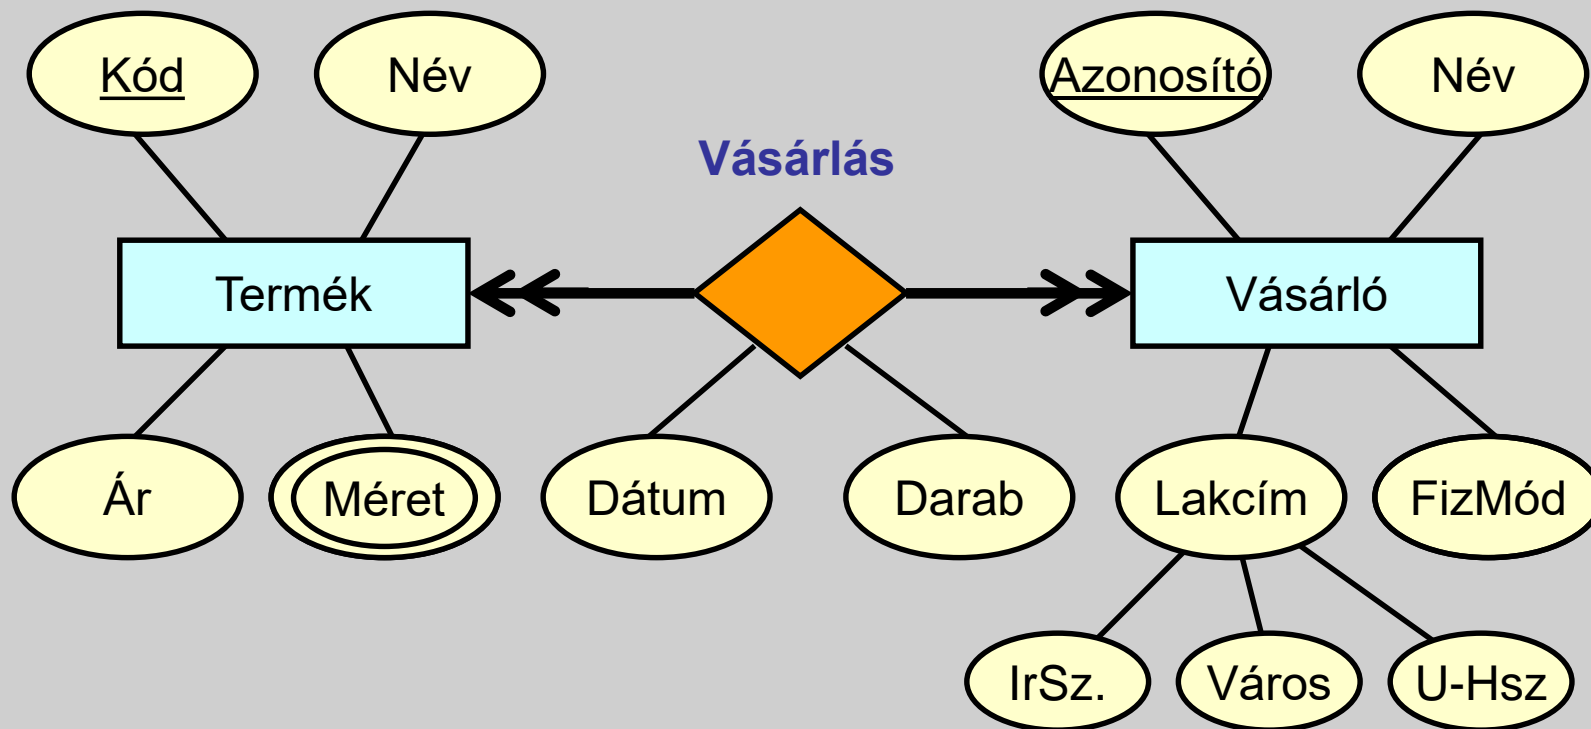 Kód
Név
Azonosító
Név
Vásárlás
Termék
Vásárló
Ár
Méret
Dátum
Darab
Lakcím
FizMód
IrSz.
Város
U-Hsz